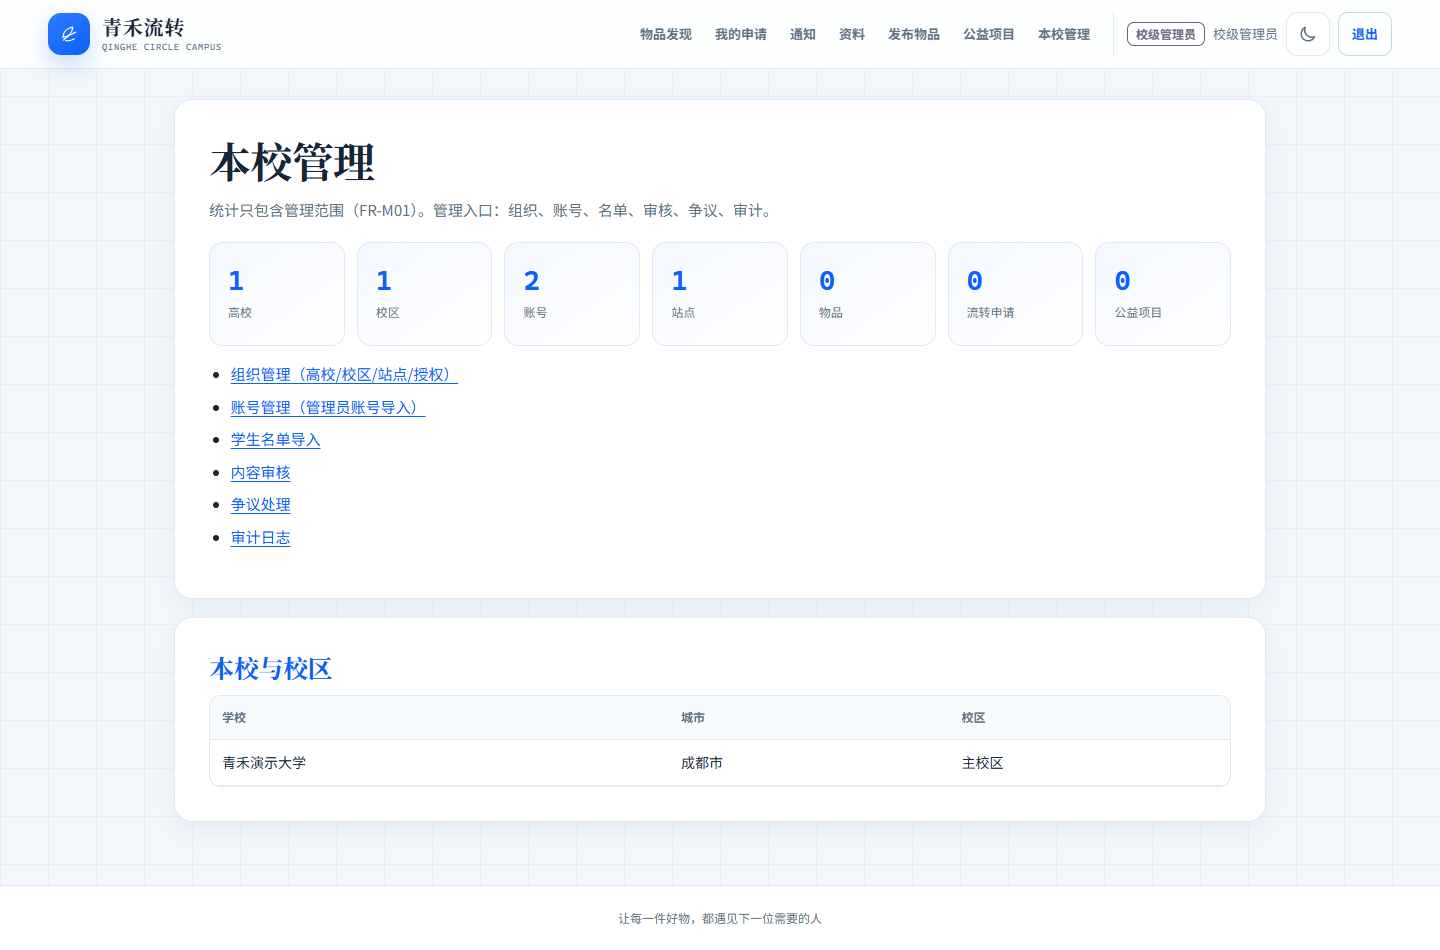 青禾流转
QINGHE CIRCLE CAMPUS
物品发现 我的申请 通知 资料 发布物品 公益项目 本校管理 校级管理员 校级管理员 退出
本校管理
统计只包含管理范围（FR-M01）。管理入口：组织、账号、名单、审核、争议、审计。
1 1 2 1 0 0 0
高校 校区 账号 站点 物品 流转申请 公益项目
组织管理（高校/校区/站点/授权）
账号管理（管理员账号导入）
学生名单导入
内容审核
争议处理
审计日志
本校与校区
学校 城市 校区
青禾演示大学 成都市 主校区
让每一件好物，都遇见下一位需要的人